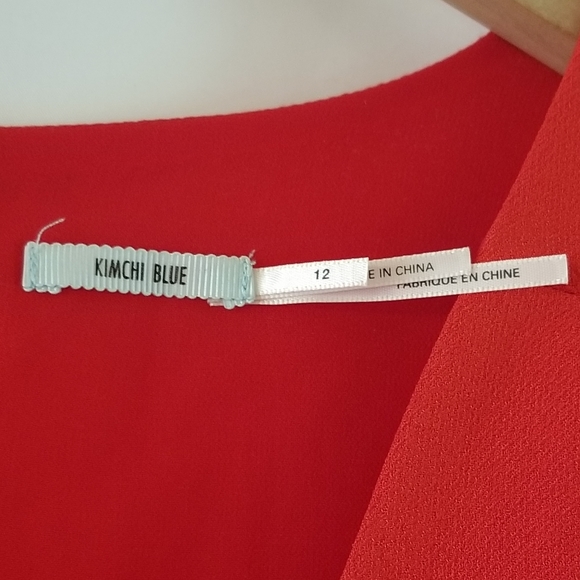 KIMCHI BLUE
12
E IN CHINA
FABRIQUE EN CHINE